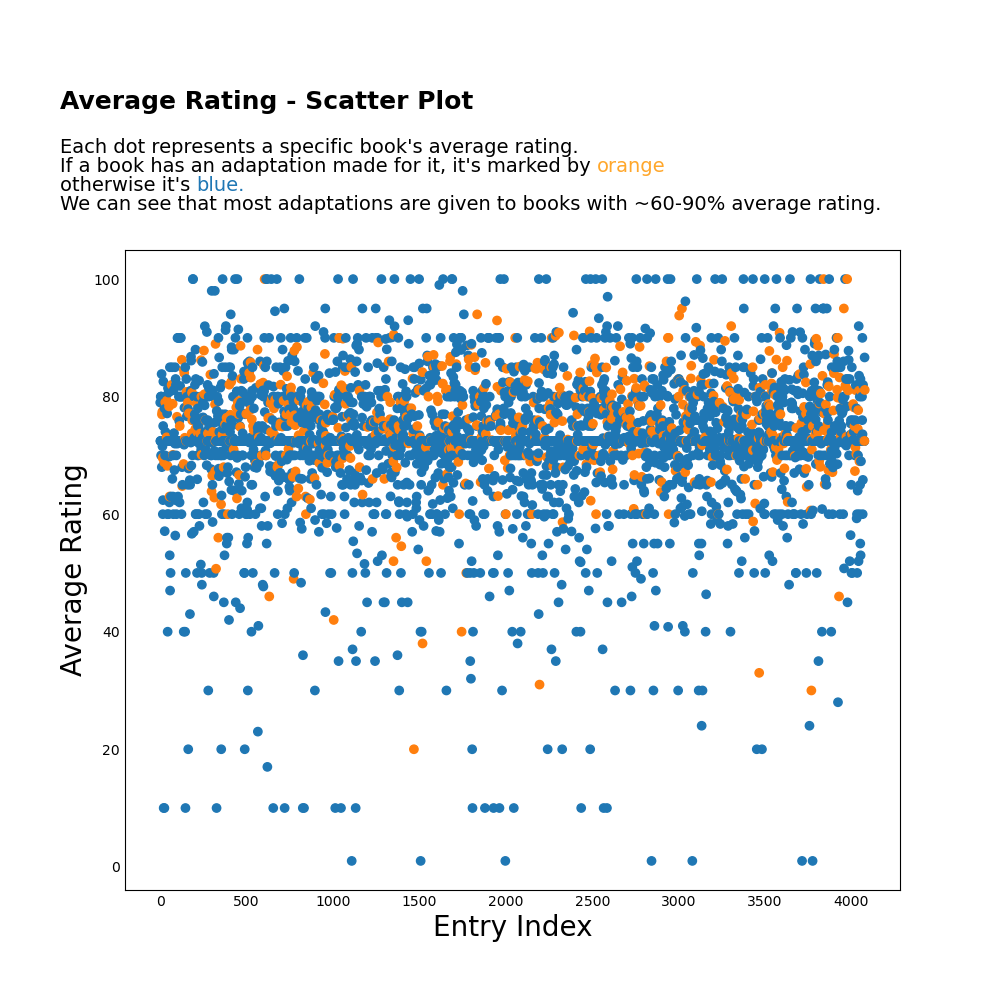 Average Rating - Scatter Plot
Each dot represents a specific book's average rating.
If a book has an adaptation made for it, it's marked by orange
otherwise it's blue.
We can see that most adaptations are given to books with ~60-90% average rating.
100
80
60
40
20
0
Average Rating
0 500 1000 1500 2000 2500 3000 3500 4000
Entry Index